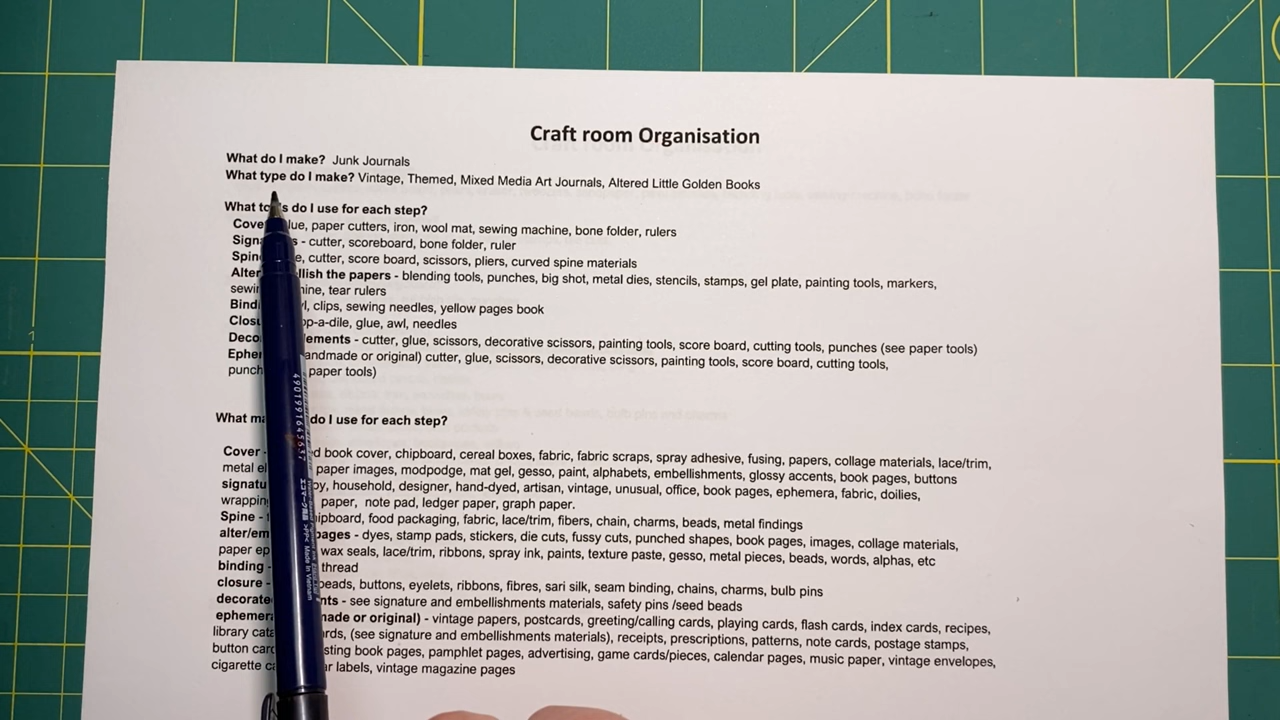 Craft room Organisation
What do I make? Junk Journals
What type do I make? Vintage, Themed, Mixed Media Art Journals, Altered Little Golden Books
What do I use for each step?
lue, paper cutters, iron, wool mat, sewing machine, bone folder, rulers
- cutter, scoreboard, bone folder, ruler
cutter, score board, scissors, pliers, curved spine materials
llish the papers - blending tools, punches, big shot, metal dies, stencils, stamps, gel plate, painting tools, markers,
hine, tear rulers
clips, sewing needles, yellow pages book
op-a-dile, glue, awl, needles
ements - cutter, glue, scissors, decorative scissors, painting tools, score board, cutting tools, punches (see paper tools)
andmade or original) cutter, glue, scissors, decorative scissors, painting tools, score board, cutting tools,
paper tools)
What do I use for each step?
Cover - d book cover, chipboard, cereal boxes, fabric, fabric scraps, spray adhesive, fusing, papers, collage materials, lace/trim,
metal paper images, modpodge, mat gel, gesso, paint, alphabets, embellishments, glossy accents, book pages, buttons
signatu py, household, designer, hand-dyed, artisan, vintage, unusual, office, book pages, ephemera, fabric, doilies,
wrappin paper, note pad, ledger paper, graph paper.
Spine - hipboard, food packaging, fabric, lace/trim, fibers, chain, charms, beads, metal findings
alter/em pages - dyes, stamp pads, stickers, die cuts, fussy cuts, punched shapes, book pages, images, collage materials,
paper ep wax seals, lace/trim, ribbons, spray ink, paints, texture paste, gesso, metal pieces, beads, words, alphas, etc
binding - thread
closure - beads, buttons, eyelets, ribbons, fibres, sari silk, seam binding, chains, charms, bulb pins
decorate nts - see signature and embellishments materials, safety pins /seed beads
ephemer made or original) - vintage papers, postcards, greeting/calling cards, playing cards, flash cards, index cards, recipes,
library cata rds, (see signature and embellishments materials), receipts, prescriptions, patterns, note cards, postage stamps,
button car sting book pages, pamphlet pages, advertising, game cards/pieces, calendar pages, music paper, vintage envelopes,
cigarette c ar labels, vintage magazine pages
4901991645637